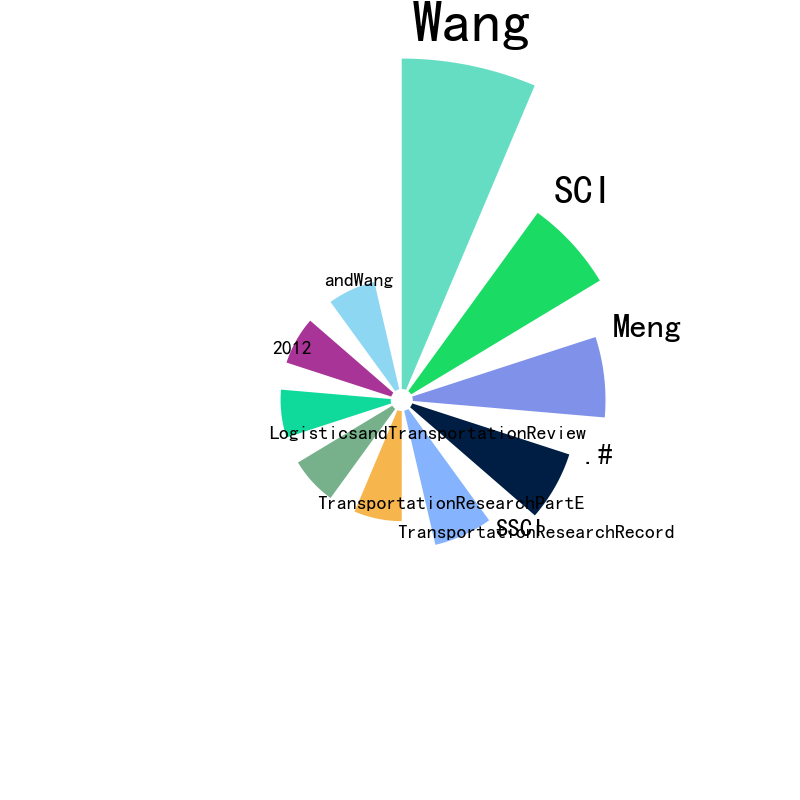 Wang
SCI
andWang
Meng
2012
LogisticsandTransportationReview
.#
TransportationResearchPartE
SSCI
TransportationResearchRecord